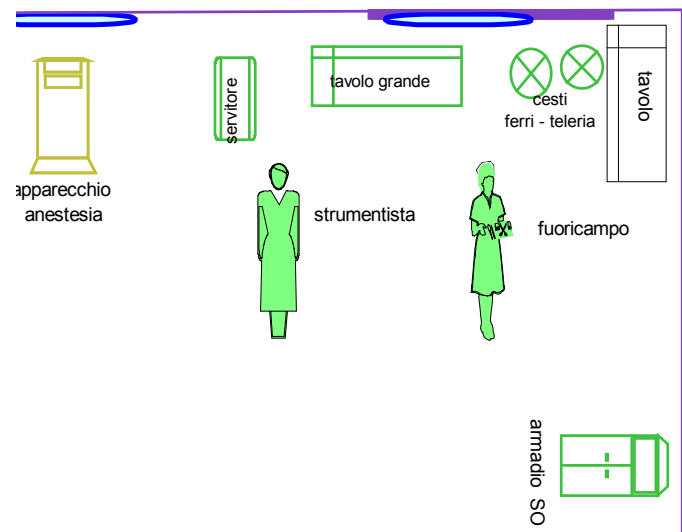 servitore
tavolo grande
cesti
ferri - teleria
tavolo
apparecchio
anestesia
strumentista
fuoricampo
armadio SO